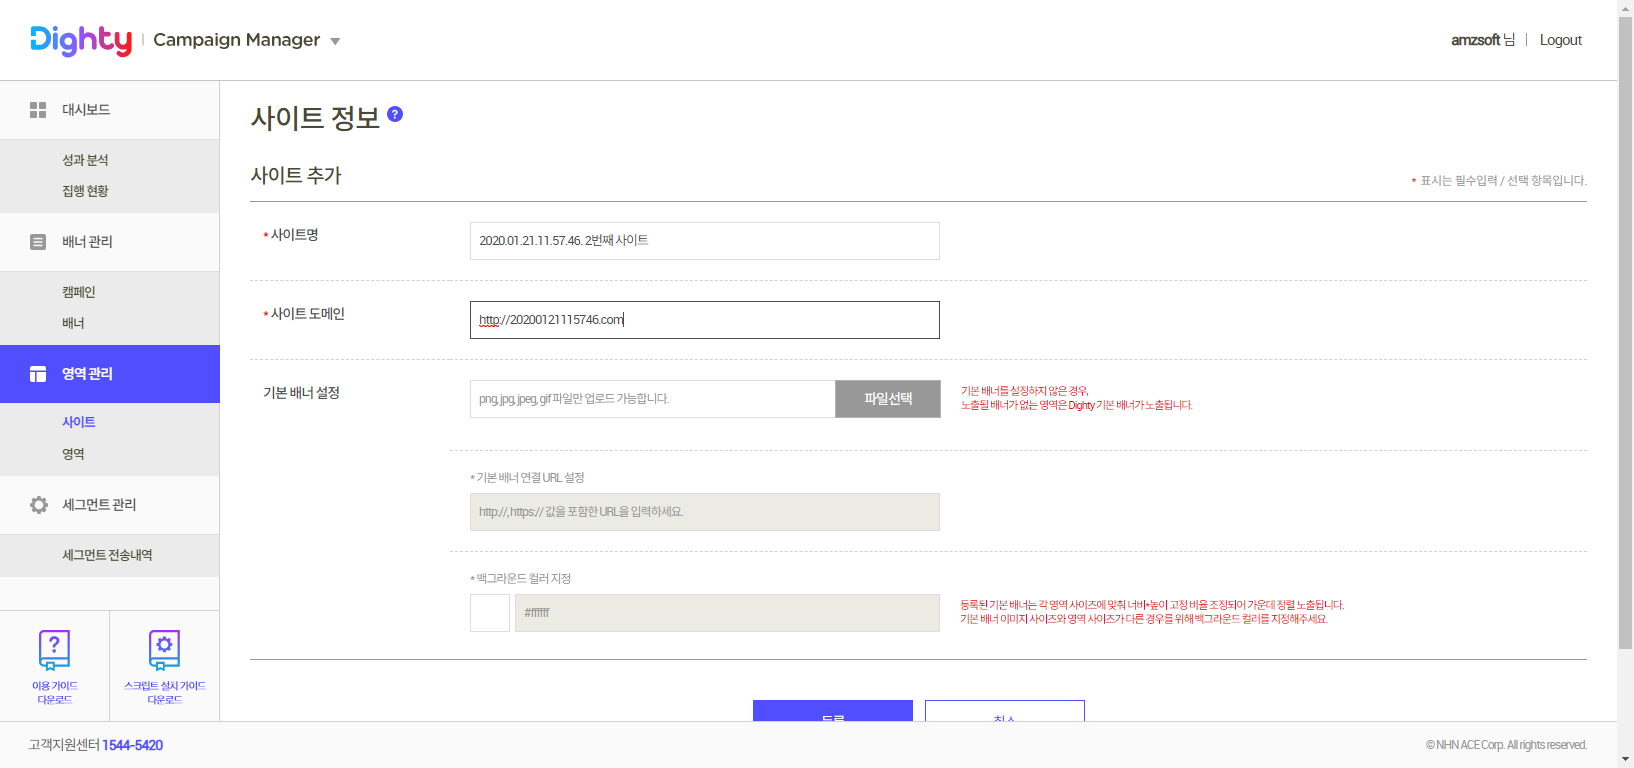 Dighty
Campaign Manager
amzsoft 님
Logout
대시보드
성과 분석
집행 현황
배너 관리
캠페인
배너
영역 관리
사이트
영역
세그먼트 관리
세그먼트 전송내역
이용 가이드
다운로드
스크립트 설치 가이드
다운로드
사이트 정보 ?
사이트 추가
* 표시는 필수입력 / 선택 항목입니다.
* 사이트명
2020.01.21.11.57.46. 2번째 사이트
* 사이트 도메인
http://20200121115746.com
기본 배너 설정
png,jpg,jpeg,gif 파일만 업로드 가능합니다.
파일선택
기본 배너를 설정하지 않은 경우,
노출될 배너가 없는 영역은 Dighty 기본 배너가 노출됩니다.
* 기본 배너 연결 URL 설정
http://, https:// 값을 포함한 URL을 입력하세요.
* 백그라운드 컬러 지정
#ffffff
등록된 기본 배너는 각 영역 사이즈에 맞춰 너비*높이 고정 비율 조정되어 가운데 정렬 노출됩니다.
기본 배너 이미지 사이즈와 영역 사이즈가 다른 경우를 위해 백그라운드 컬러를 지정해주세요.
등록
취소
고객지원센터 1544-5420
© NHN ACE Corp. All rights reserved.